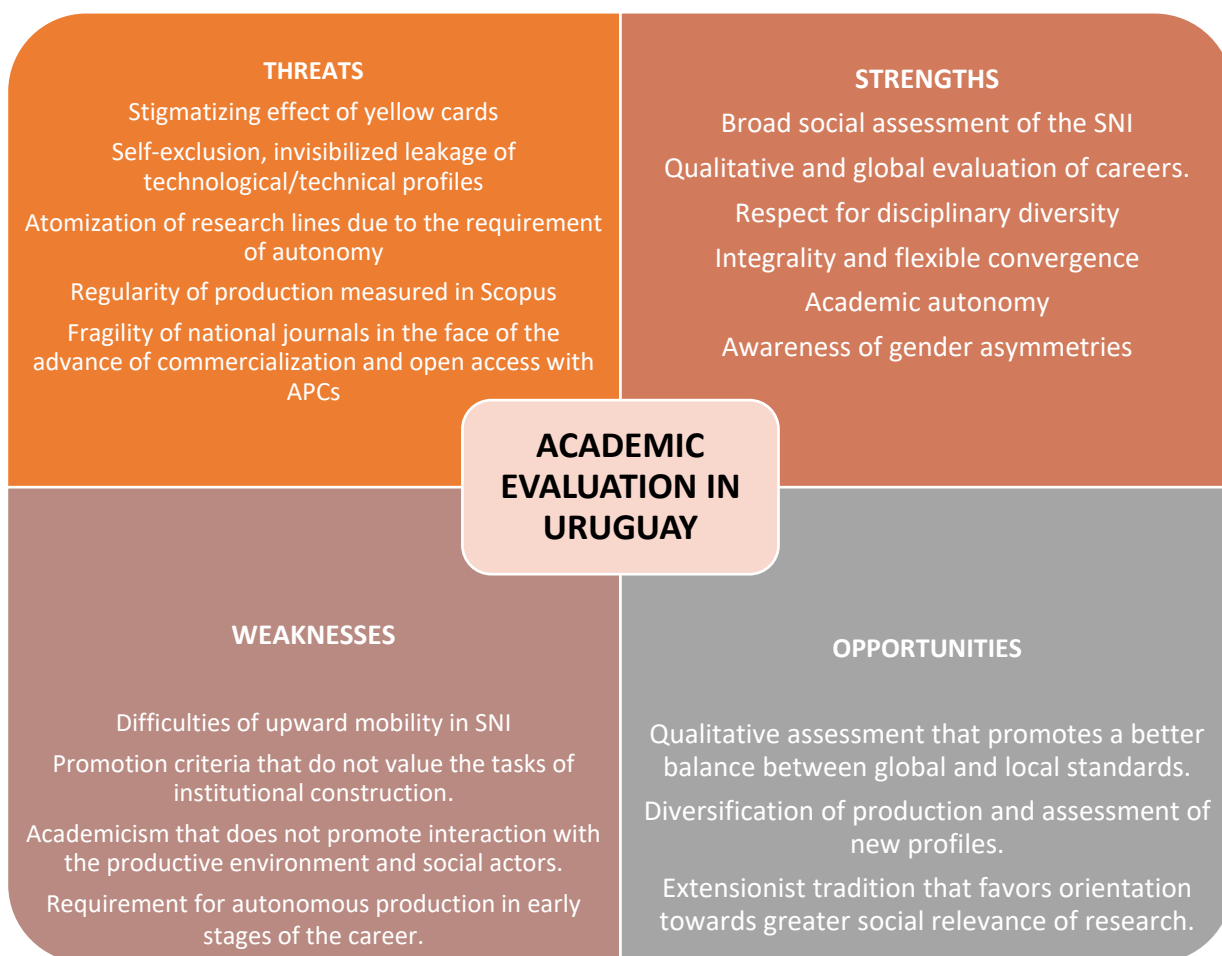 THREATS
Stigmatizing effect of yellow cards
Self-exclusion, invisibilized leakage of
technological/technical profiles
Atomization of research lines due to the requirement
of autonomy
Regularity of production measured in Scopus
Fragility of national journals in the face of the
advance of commercialization and open access with
APCs
STRENGTHS
Broad social assessment of the SNI
Qualitative and global evaluation of careers.
Respect for disciplinary diversity
Integrality and flexible convergence
Academic autonomy
Awareness of gender asymmetries
ACADEMIC
EVALUATION IN
URUGUAY
WEAKNESSES
Difficulties of upward mobility in SNI
Promotion criteria that do not value the tasks of
institutional construction.
Academicism that does not promote interaction with
the productive environment and social actors.
Requirement for autonomous production in early
stages of the career.
OPPORTUNITIES
Qualitative assessment that promotes a better
balance between global and local standards.
Diversification of production and assessment of
new profiles.
Extensionist tradition that favors orientation
towards greater social relevance of research.